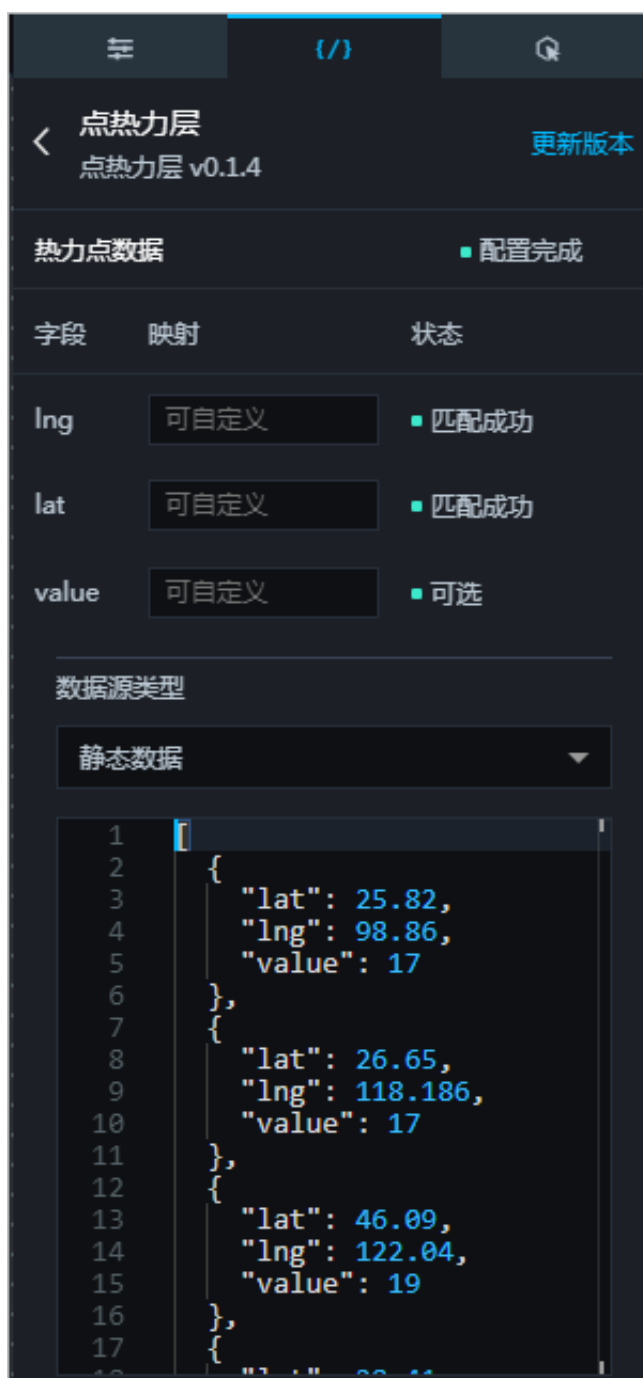 {/}
点热力层
点热力层 v0.1.4
更新版本
热力点数据
配置完成
字段 映射 状态
lng 可自定义 匹配成功
lat 可自定义 匹配成功
value 可自定义 可选
数据源类型
静态数据
1 [
2 {
3 "lat": 25.82,
4 "lng": 98.86,
5 "value": 17
6 },
7 {
8 "lat": 26.65,
9 "lng": 118.186,
10 "value": 17
11 },
12 {
13 "lat": 46.09,
14 "lng": 122.04,
15 "value": 19
16 },
17 {